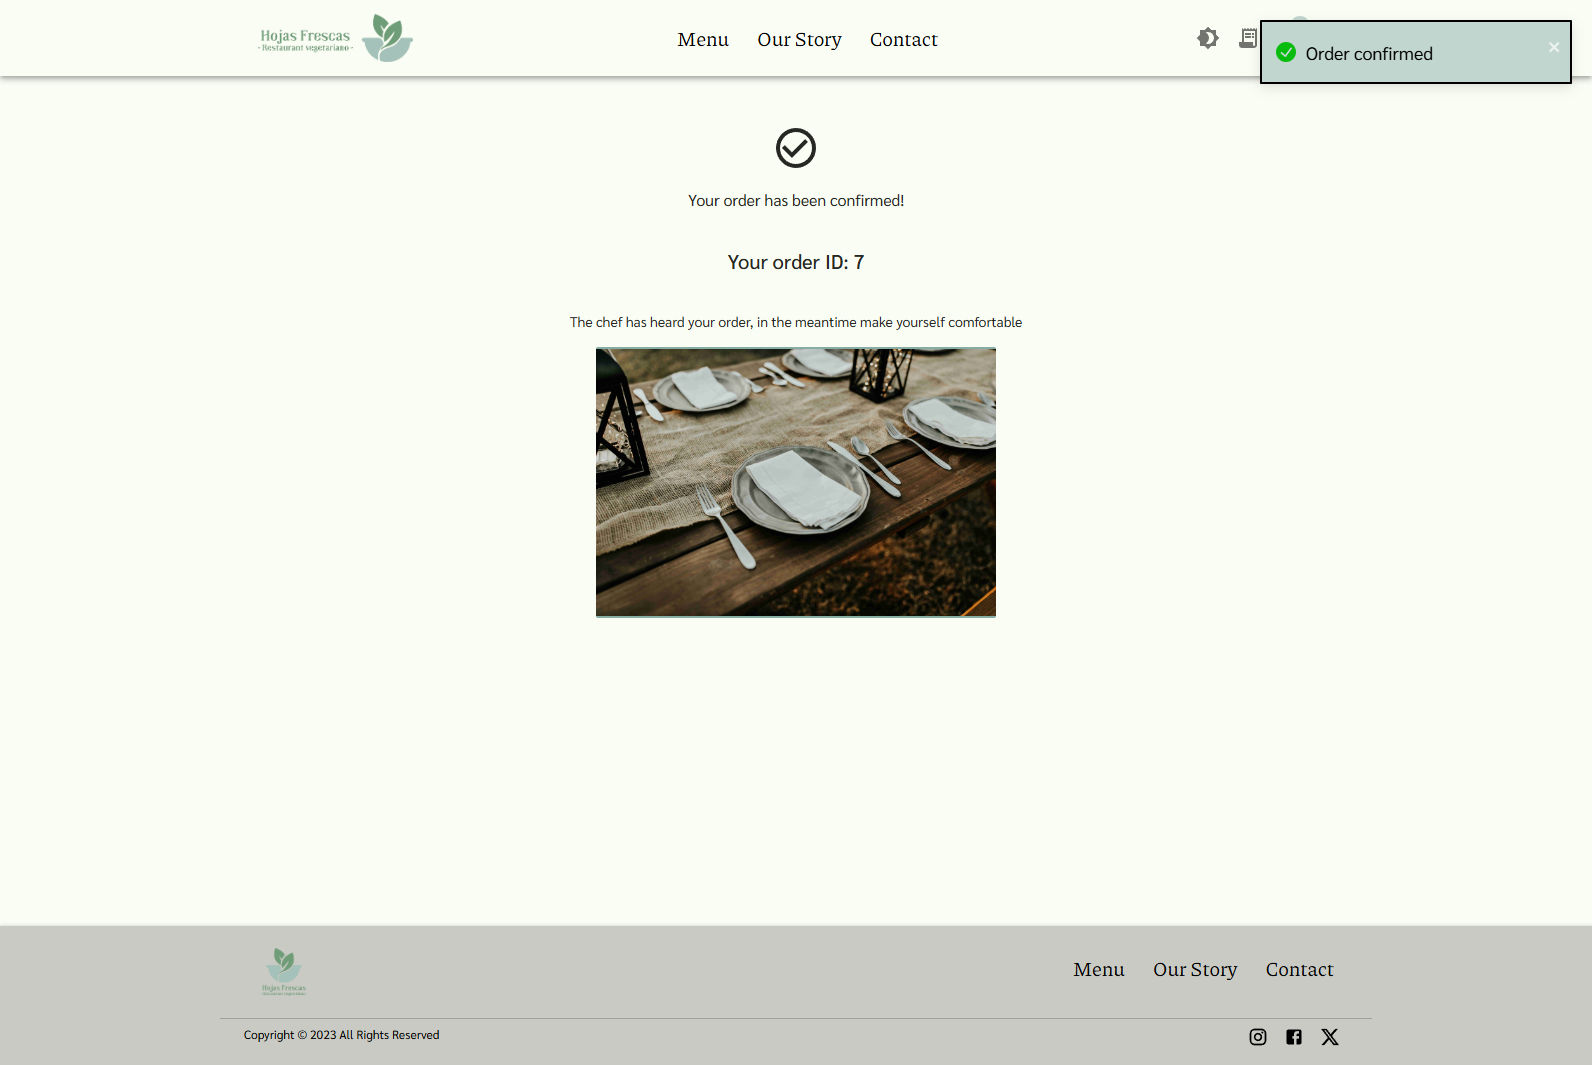 Hojas Frescas
- Restaurant vegetariano -
Menu
Our Story
Contact
Order confirmed
Your order has been confirmed!
Your order ID: 7
The chef has heard your order, in the meantime make yourself comfortable
Hojas Frescas
Menu
Our Story
Contact
Copyright © 2023 All Rights Reserved